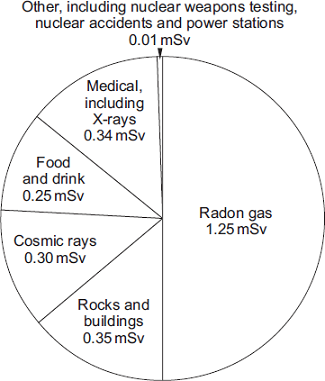 Other, including nuclear weapons testing,
nuclear accidents and power stations
0.01 mSv
Medical,
including
X-rays
0.34 mSv
Food
and drink
0.25 mSv
Radon gas
1.25 mSv
Cosmic rays
0.30 mSv
Rocks and
buildings
0.35 mSv